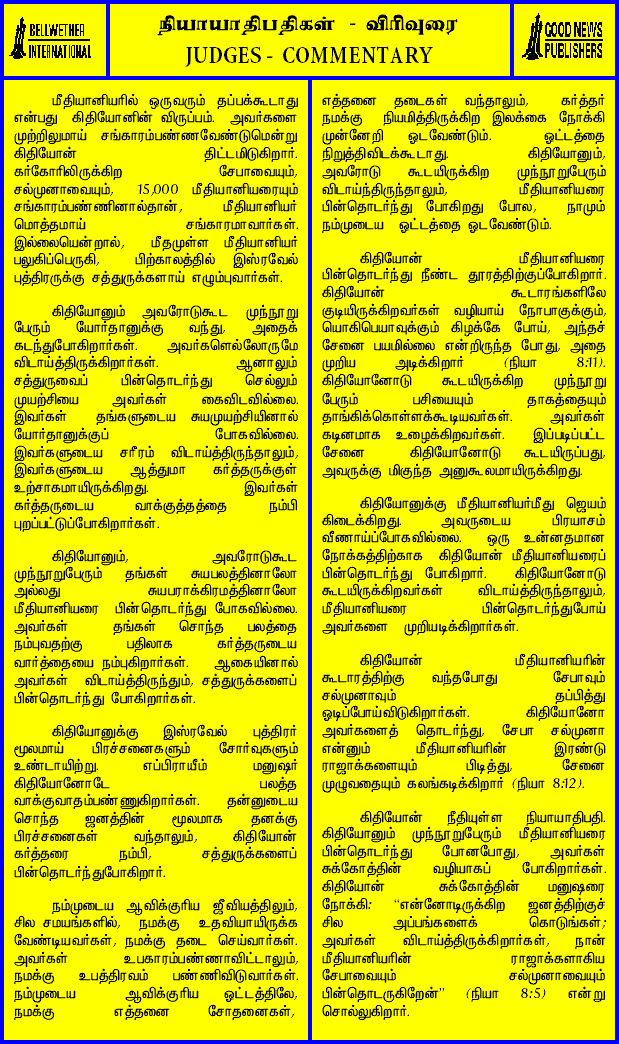 BELLWETHER
INTERNATIONAL
நியாயாதிபதிகள் - விரிவுரை
JUDGES - COMMENTARY
GOOD NEWS
PUBLISHERS
மீதியானியரில் ஒருவரும் தப்பக்கூடாது
என்பது கிதியோனின் விருப்பம். அவர்களை
முற்றிலுமாய் சங்காரம்பண்ணவேண்டுமென்று
கிதியோன் திட்டமிடுகிறார்.
கர்கோரிலிருக்கிற சேபாவையும்,
சல்முனாவையும், 15,000 மீதியானியரையும்
சங்காரம்பண்ணினால்தான், மீதியானியர்
மொத்தமாய் சங்காரமாவார்கள்.
இல்லையென்றால், மீதமுள்ள மீதியானியர்
பலுகிப்பெருகி, பிற்காலத்தில் இஸ்ரவேல்
புத்திரருக்கு சத்துருக்களாய் எழும்புவார்கள்.
கிதியோனும் அவரோடுகூட முந்நூறு
பேரும் யோர்தானுக்கு வந்து, அதைக்
கடந்துபோகிறார்கள். அவர்களெல்லோருமே
விடாய்த்திருக்கிறார்கள். ஆனாலும்
சத்துருவைப் பின்தொடர்ந்து செல்லும்
முயற்சியை அவர்கள் கைவிடவில்லை.
இவர்கள் தங்களுடைய சுயமுயற்சியினால்
யோர்தானுக்குப் போகவில்லை.
இவர்களுடைய சரீரம் விடாய்த்திருந்தாலும்,
இவர்களுடைய ஆத்துமா கர்த்தருக்குள்
உற்சாகமாயிருக்கிறது. இவர்கள்
கர்த்தருடைய வாக்குத்தத்தை நம்பி
புறப்பட்டுப்போகிறார்கள்.
கிதியோனும், அவரோடுகூட
முந்நூறுபேரும் தங்கள் சுயபலத்தினாலோ
அல்லது சுயபராக்கிரமத்தினாலோ
மீதியானியரை பின்தொடர்ந்து போகவில்லை.
அவர்கள் தங்கள் சொந்த பலத்தை
நம்புவதற்கு பதிலாக கர்த்தருடைய
வார்த்தையை நம்புகிறார்கள். ஆகையினால்
அவர்கள் விடாய்த்திருந்தும், சத்துருக்களைப்
பின்தொடர்ந்து போகிறார்கள்.
கிதியோனுக்கு இஸ்ரவேல் புத்திரர்
மூலமாய் பிரச்சனைகளும் சோர்வுகளும்
உண்டாயிற்று. எப்பிராயீம் மனுஷர்
கிதியோனோடே பலத்த
வாக்குவாதம்பண்ணுகிறார்கள். தன்னுடைய
சொந்த ஜனத்தின் மூலமாக தனக்கு
பிரச்சனைகள் வந்தாலும், கிதியோன்
கர்த்தரை நம்பி, சத்துருக்களைப்
பின்தொடர்ந்துபோகிறார்.
நம்முடைய ஆவிக்குரிய ஜீவியத்திலும்,
சில சமயங்களில், நமக்கு உதவியாயிருக்க
வேண்டியவர்கள், நமக்கு தடை செய்வார்கள்.
அவர்கள் உபகாரம்பண்ணாவிட்டாலும்,
நமக்கு உபத்திரவம் பண்ணிவிடுவார்கள்.
நம்முடைய ஆவிக்குரிய ஓட்டத்திலே,
நமக்கு எத்தனை சோதனைகள்,
எத்தனை தடைகள் வந்தாலும், கர்த்தர்
நமக்கு நியமித்திருக்கிற இலக்கை நோக்கி
முன்னேறி ஓடவேண்டும். ஓட்டத்தை
நிறுத்திவிடக்கூடாது. கிதியோனும்,
அவரோடு கூடயிருக்கிற முந்நூறுபேரும்
விடாய்ந்திருந்தாலும், மீதியானியரை
பின்தொடர்ந்து போகிறது போல, நாமும்
நம்முடைய ஓட்டத்தை ஓடவேண்டும்.
கிதியோன் மீதியானியரை
பின்தொடர்ந்து நீண்ட தூரத்திற்குப்போகிறார்.
கிதியோன் கூடாரங்களிலே
குடியிருக்கிறவர்கள் வழியாய் நோபாகுக்கும்,
யொகிபெயாவுக்கும் கிழக்கே போய், அந்தச்
சேனை பயமில்லை என்றிருந்த போது, அதை
முறிய அடிக்கிறார் (நியா 8:11).
கிதியோனோடு கூடயிருக்கிற முந்நூறு
பேரும் பசியையும் தாகத்தையும்
தாங்கிக்கொள்ளக்கூடியவர்கள். அவர்கள்
கடினமாக உழைக்கிறவர்கள். இப்படிப்பட்ட
சேனை கிதியோனோடு கூடயிருப்பது,
அவருக்கு மிகுந்த அனுகூலமாயிருக்கிறது.
கிதியோனுக்கு மீதியானியர்மீது ஜெயம்
கிடைக்கிறது. அவருடைய பிரயாசம்
வீணாய்ப்போகவில்லை. ஒரு உன்னதமான
நோக்கத்திற்காக கிதியோன் மீதியானியரைப்
பின்தொடர்ந்து போகிறார். கிதியோனோடு
கூடயிருக்கிறவர்கள் விடாய்த்திருந்தாலும்,
மீதியானியரை பின்தொடர்ந்துபோய்
அவர்களை முறியடிக்கிறார்கள்.
கிதியோன் மீதியானியரின்
கூடாரத்திற்கு வந்தபோது சேபாவும்
சல்முனாவும் தப்பித்து
ஓடிப்போய்விடுகிறார்கள். கிதியோனோ
அவர்களைத் தொடர்ந்து, சேபா சல்முனா
என்னும் மீதியானியரின் இரண்டு
ராஜாக்களையும் பிடித்து, சேனை
முழுவதையும் கலங்கடிக்கிறார் (நியா 8:12).
கிதியோன் நீதியுள்ள நியாயாதிபதி.
கிதியோனும் முந்நூறுபேரும் மீதியானியரை
பின்தொடர்ந்து போனபோது, அவர்கள்
சுக்கோத்தின் வழியாகப் போகிறார்கள்.
கிதியோன் சுக்கோத்தின் மனுஷரை
நோக்கி: “என்னோடிருக்கிற ஜனத்திற்குச்
சில அப்பங்களைக் கொடுங்கள்;
அவர்கள் விடாய்த்திருக்கிறார்கள், நான்
மீதியானியரின் ராஜாக்களாகிய
சேபாவையும் சல்முனாவையும்
பின்தொடருகிறேன்” (நியா 8:5) என்று
சொல்லுகிறார்.